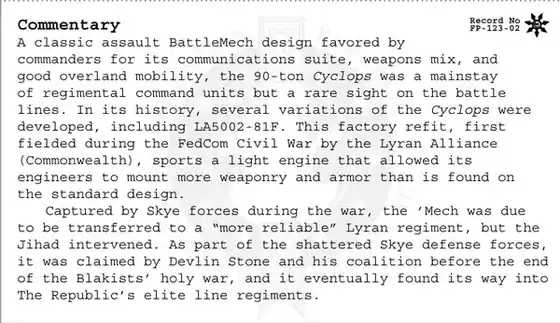 Commentary
Record No
FP-123-02
A classic assault BattleMech design favored by
commanders for its communications suite, weapons mix, and
good overland mobility, the 90-ton Cyclops was a mainstay
of regimental command units but a rare sight on the battle
lines. In its history, several variations of the Cyclops were
developed, including LA5002-81F. This factory refit, first
fielded during the FedCom Civil War by the Lyran Alliance
(Commonwealth), sports a light engine that allowed its
engineers to mount more weaponry and armor than is found on
the standard design.
Captured by Skye forces during the war, the ‘Mech was due
to be transferred to a “more reliable” Lyran regiment, but the
Jihad intervened. As part of the shattered Skye defense forces,
it was claimed by Devlin Stone and his coalition before the end
of the Blakists’ holy war, and it eventually found its way into
The Republic’s elite line regiments.